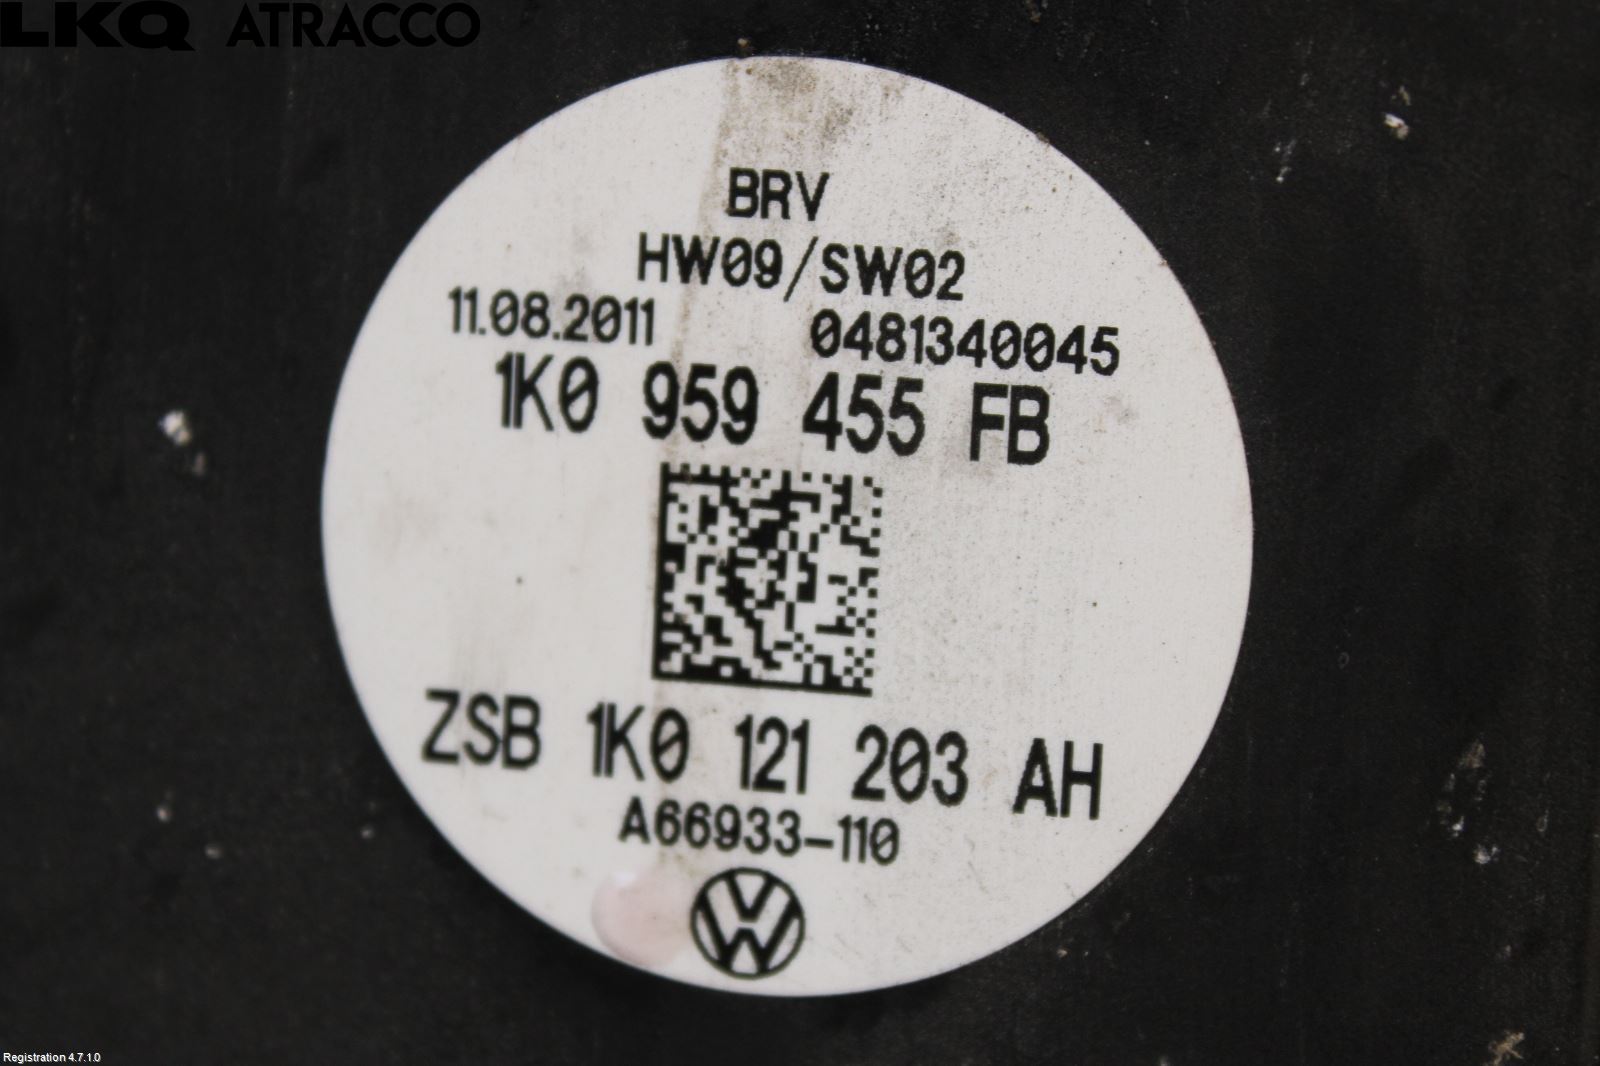 LKQ ATRACCO
BRV
HW09/SW02
11.08.2011 0481340045
1K0 959 455 FB
ZSB 1K0 121 203 AH
A66933-110
Registration 4.7.1.0